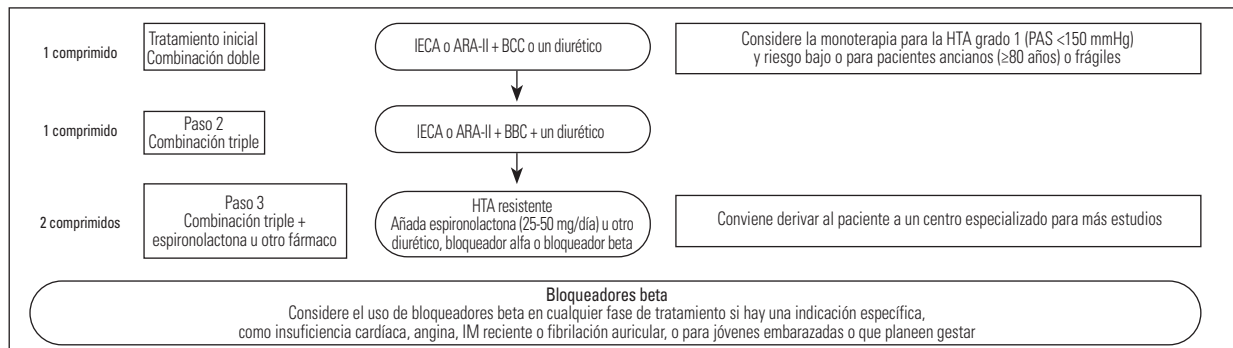 1 comprimido
Tratamiento inicial
Combinación doble
IECA o ARA-II + BCC o un diurético
Considere la monoterapia para la HTA grado 1 (PAS <150 mmHg)
y riesgo bajo o para pacientes ancianos (≥80 años) o frágiles
1 comprimido
Paso 2
Combinación triple
IECA o ARA-II + BBC + un diurético
2 comprimidos
Paso 3
Combinación triple +
espironolactona u otro fármaco
HTA resistente
Añada espironolactona (25-50 mg/día) u otro
diurético, bloqueador alfa o bloqueador beta
Conviene derivar al paciente a un centro especializado para más estudios
Bloqueadores beta
Considere el uso de bloqueadores beta en cualquier fase de tratamiento si hay una indicación específica,
como insuficiencia cardíaca, angina, IM reciente o fibrilación auricular, o para jóvenes embarazadas o que planeen gestar